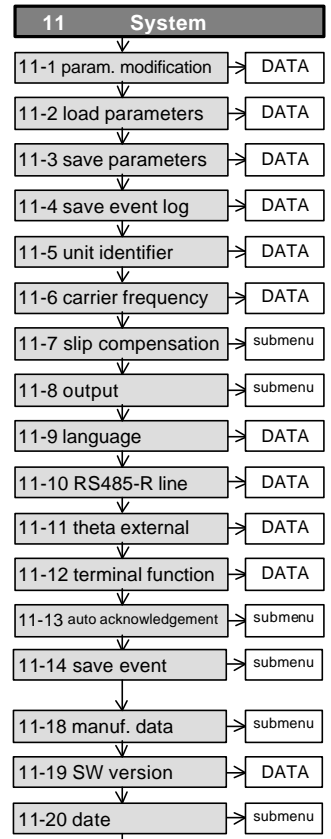 11 System
11-1 param. modification DATA
11-2 load parameters DATA
11-3 save parameters DATA
11-4 save event log DATA
11-5 unit identifier DATA
11-6 carrier frequency DATA
11-7 slip compensation submenu
11-8 output submenu
11-9 language DATA
11-10 RS485-R line DATA
11-11 theta external DATA
11-12 terminal function DATA
11-13 auto acknowledgement submenu
11-14 save event submenu
11-18 manuf. data submenu
11-19 SW version DATA
11-20 date submenu